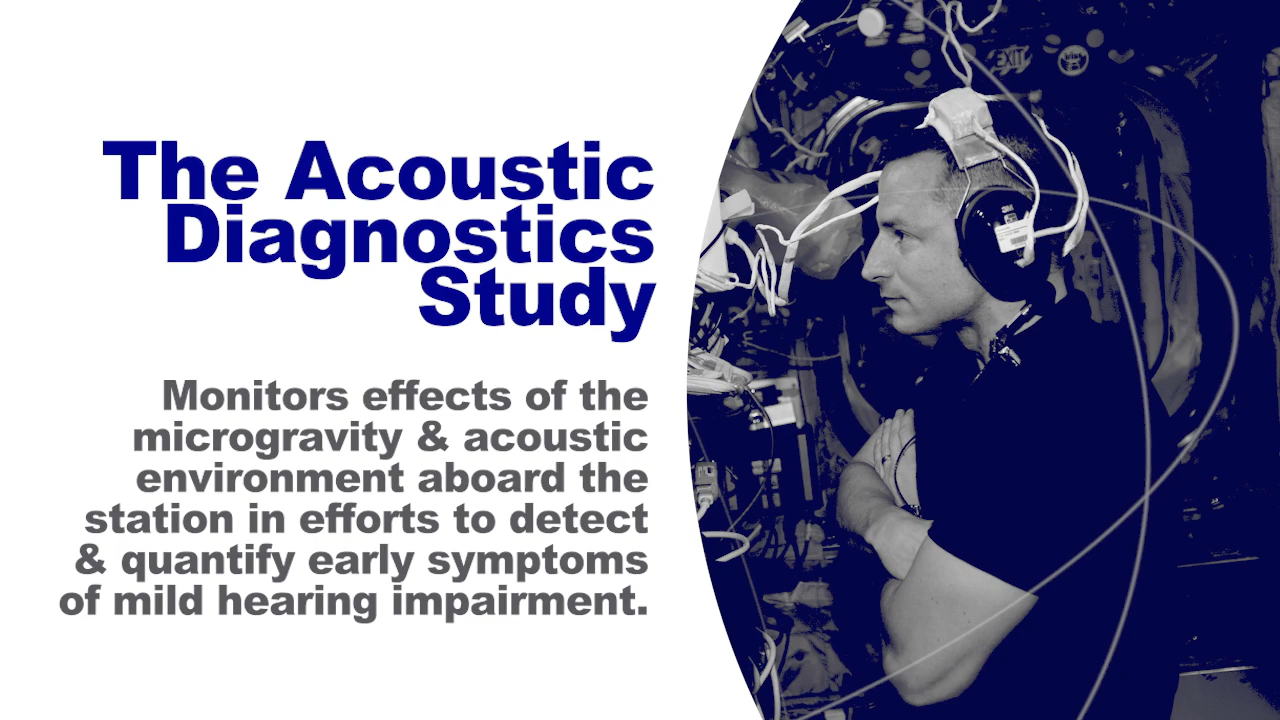 The Acoustic
Diagnostics
Study
Monitors effects of the
microgravity & acoustic
environment aboard the
station in efforts to detect
& quantify early symptoms
of mild hearing impairment.
EXIT